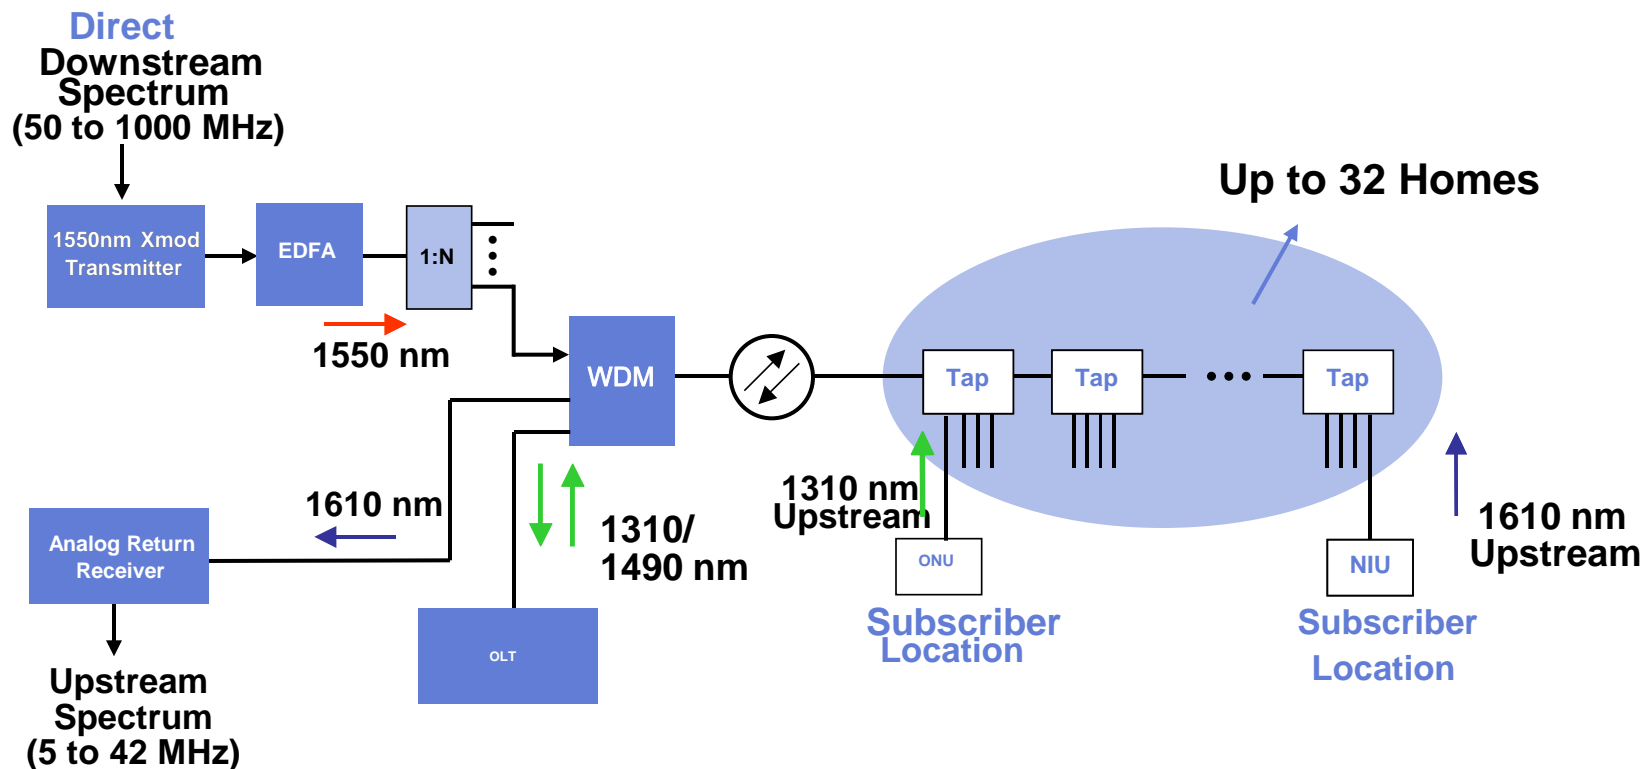 Direct
Downstream
Spectrum
(50 to 1000 MHz)
Up to 32 Homes
1550nm Xmod
Transmitter
EDFA
1:N
1550 nm
WDM
Tap
Tap
Tap
1610 nm
1310/
1490 nm
1310 nm
Upstream
1610 nm
Upstream
Analog Return
Receiver
ONU
NIU
OLT
Subscriber
Location
Subscriber
Location
Upstream
Spectrum
(5 to 42 MHz)